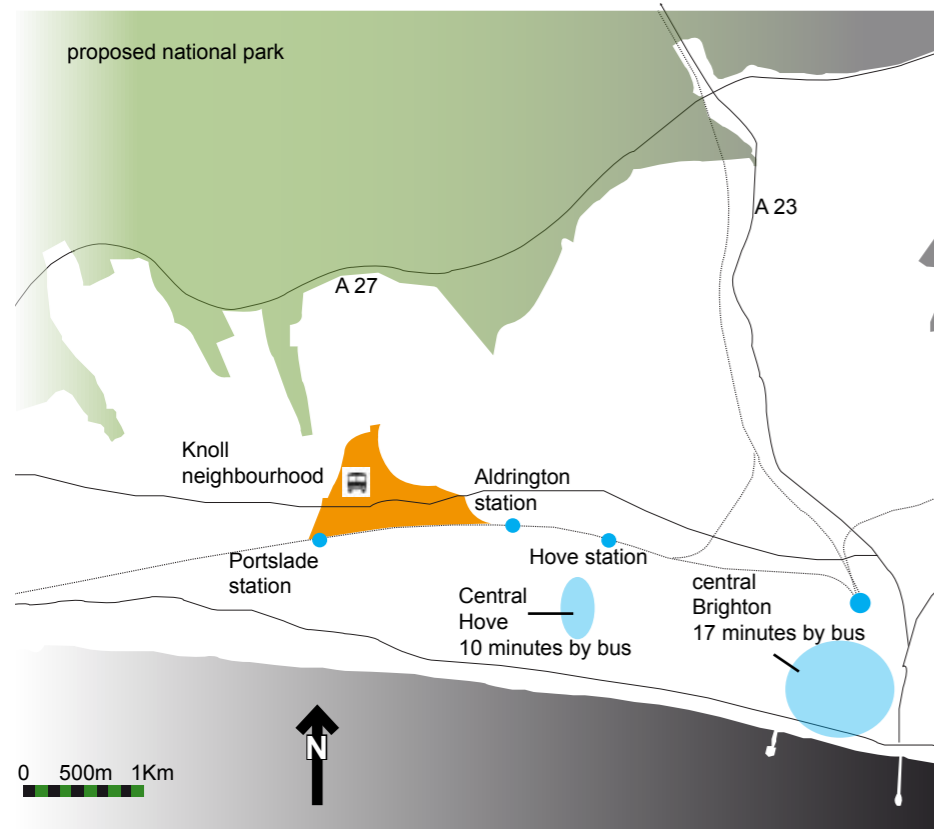 proposed national park
A 23
A 27
Knoll
neighbourhood
Aldrington
station
Portslade
station
Hove station
Central
Hove
10 minutes by bus
central
Brighton
17 minutes by bus
N
0 500m 1Km